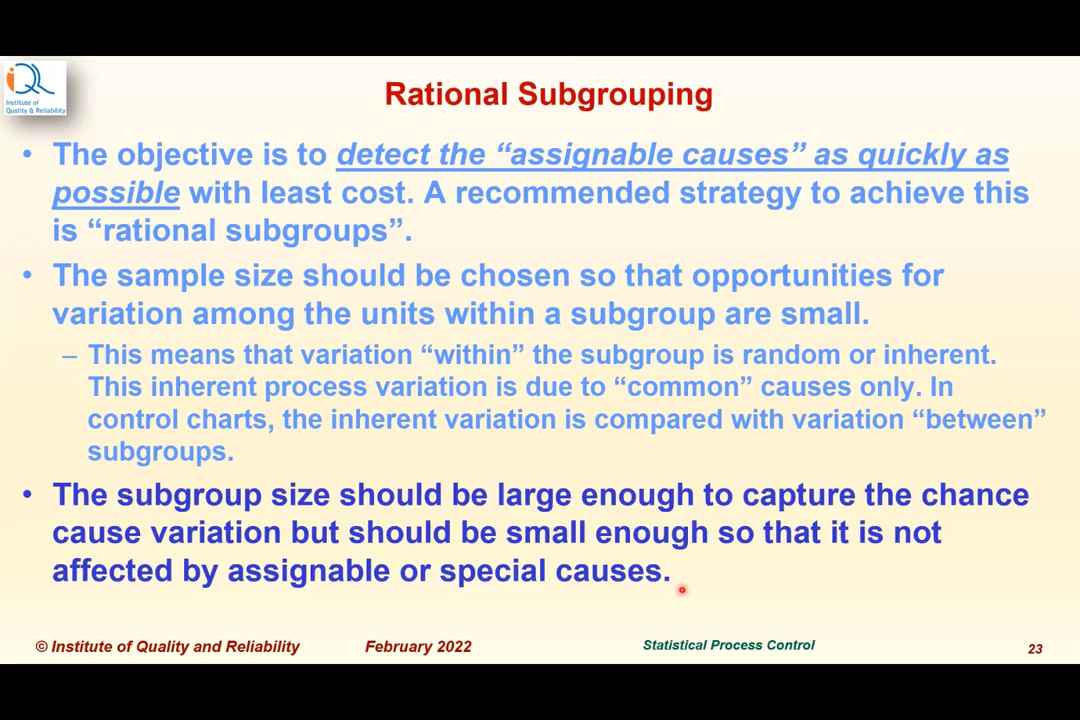 iQR
Institute of
Quality & Reliability
Rational Subgrouping
• The objective is to detect the “assignable causes” as quickly as
possible with least cost. A recommended strategy to achieve this
is “rational subgroups”.
• The sample size should be chosen so that opportunities for
variation among the units within a subgroup are small.
– This means that variation “within” the subgroup is random or inherent.
This inherent process variation is due to “common” causes only. In
control charts, the inherent variation is compared with variation “between”
subgroups.
• The subgroup size should be large enough to capture the chance
cause variation but should be small enough so that it is not
affected by assignable or special causes.
© Institute of Quality and Reliability February 2022 Statistical Process Control 23